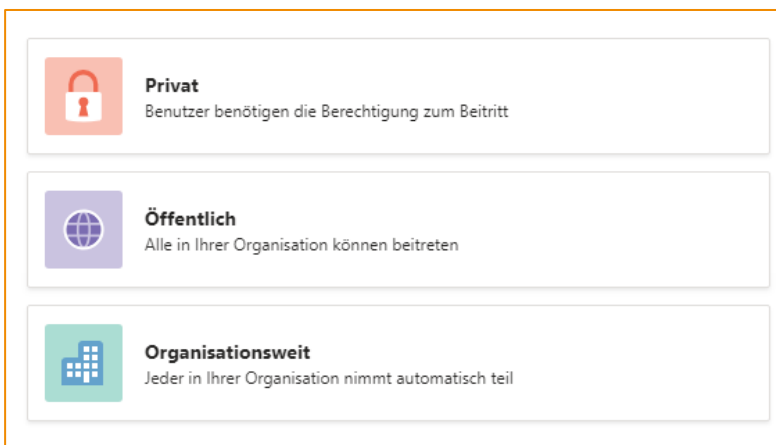 Privat
Benutzer benötigen die Berechtigung zum Beitritt
Öffentlich
Alle in Ihrer Organisation können beitreten
Organisationsweit
Jeder in Ihrer Organisation nimmt automatisch teil